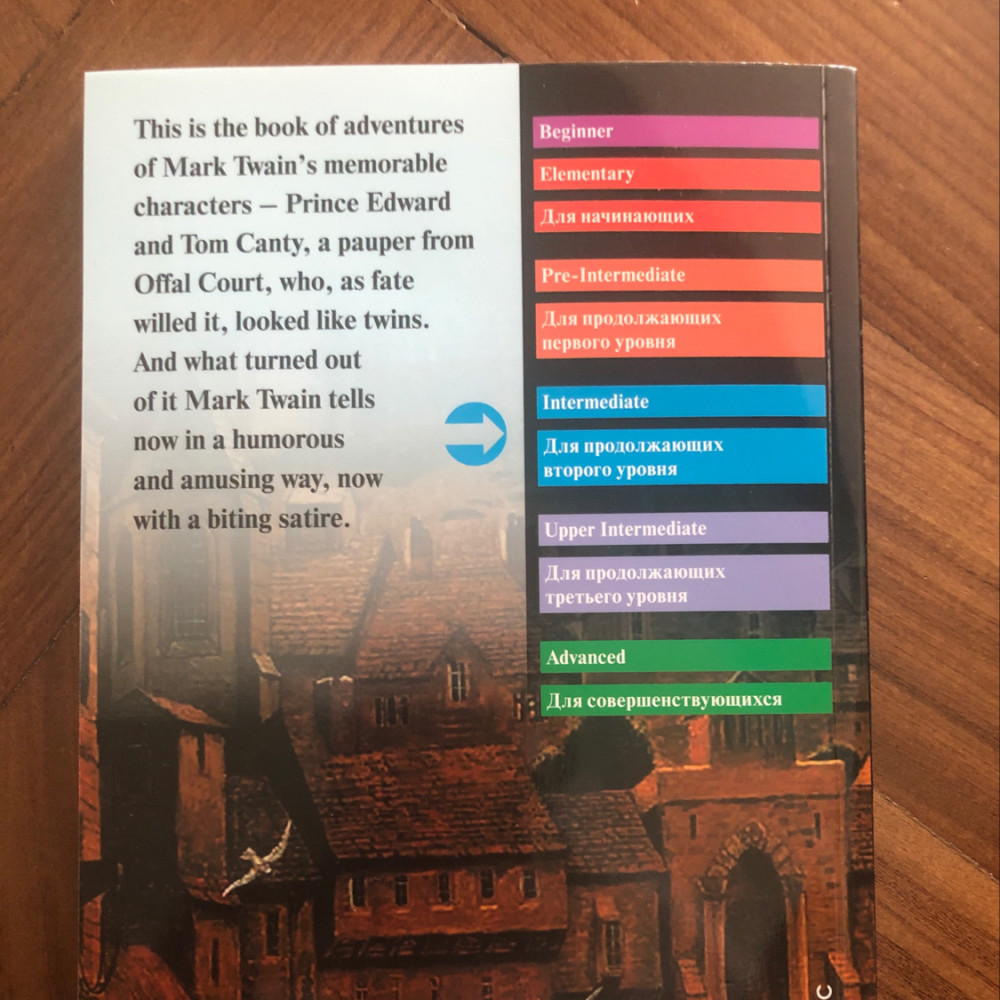 This is the book of adventures
of Mark Twain's memorable
characters – Prince Edward
and Tom Canty, a pauper from
Offal Court, who, as fate
willed it, looked like twins.
And what turned out
of it Mark Twain tells
now in a humorous
and amusing way, now
with a biting satire.
Beginner
Elementary
Для начинающих
Pre-Intermediate
Для продолжающих
первого уровня
Intermediate
Для продолжающих
второго уровня
Upper Intermediate
Для продолжающих
третьего уровня
Advanced
Для совершенствующихся